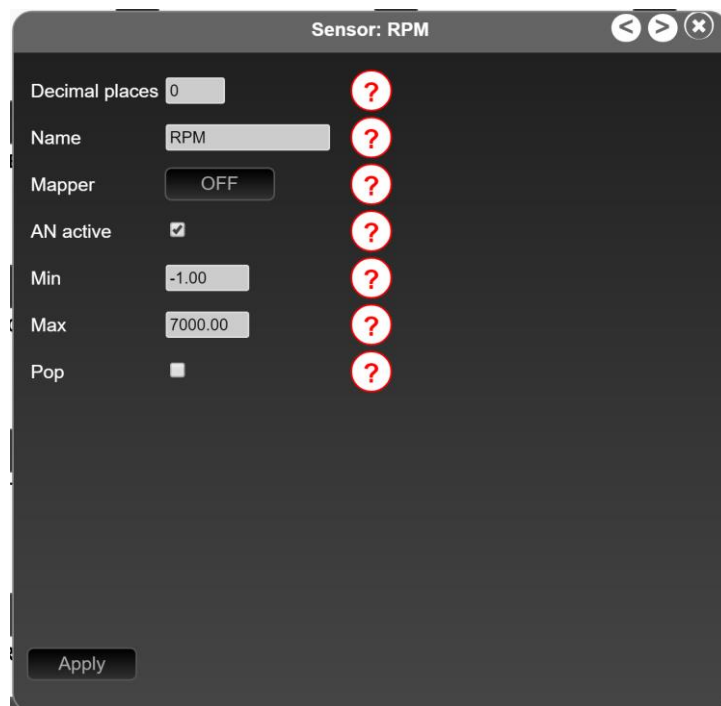 Sensor: RPM
< >
Decimal places 0 ?
Name RPM ?
Mapper OFF ?
AN active ?
Min -1.00 ?
Max 7000.00 ?
Pop ?
Apply